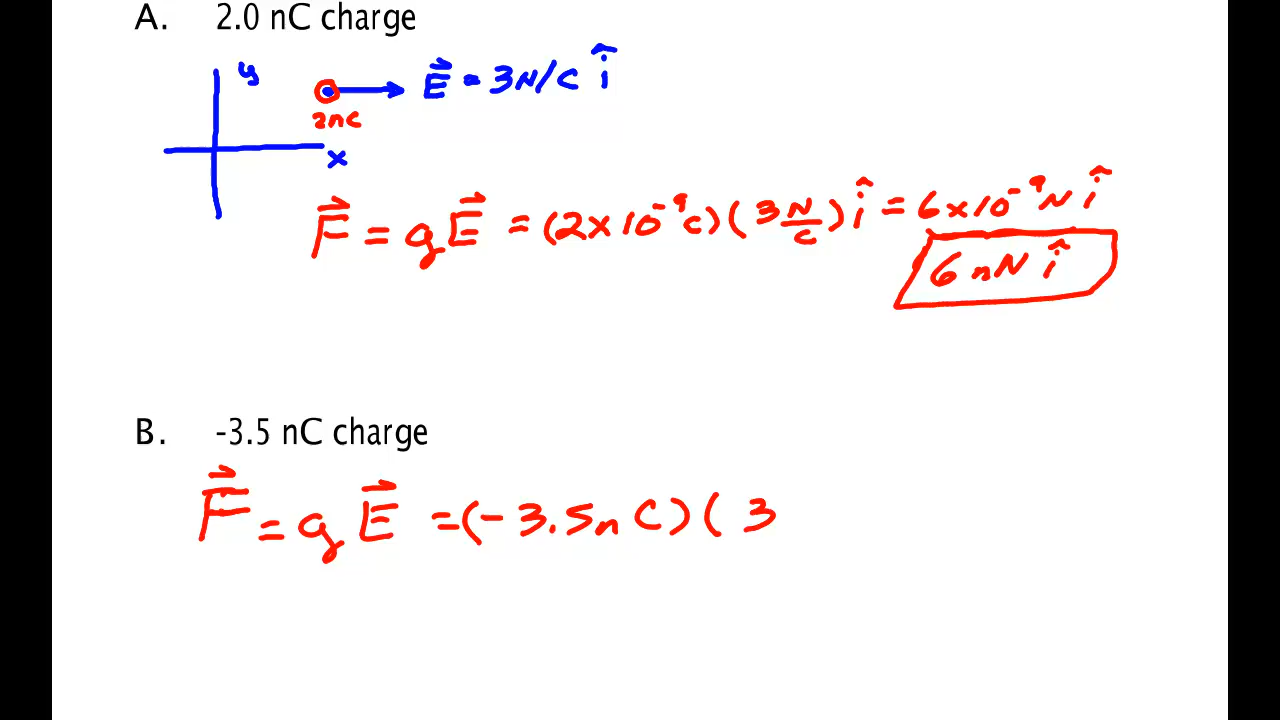 A. 2.0 nC charge
y
E⃗ = 3N/C î
2nC
x
F⃗ = qE⃗ = (2×10⁻⁹C)(3 N/C) î = 6×10⁻⁹N î
6 nN î
B. -3.5 nC charge
F⃗ = qE⃗ = (-3.5nC)(3